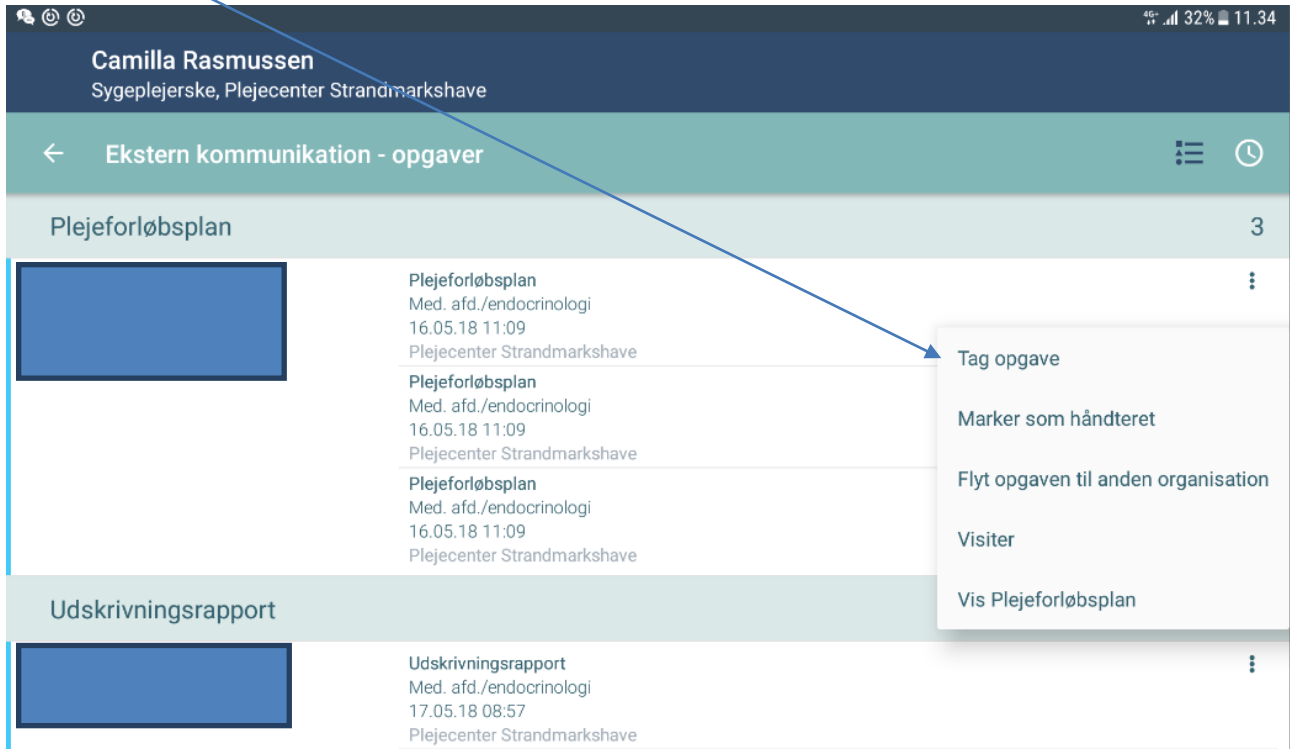 4G+ 32% 11.34
Camilla Rasmussen
Sygeplejerske, Plejecenter Strandmarkshave
Ekstern kommunikation - opgaver
Plejeforløbsplan 3
Plejeforløbsplan
Med. afd./endocrinologi
16.05.18 11:09
Plejecenter Strandmarkshave
Plejeforløbsplan
Med. afd./endocrinologi
16.05.18 11:09
Plejecenter Strandmarkshave
Plejeforløbsplan
Med. afd./endocrinologi
16.05.18 11:09
Plejecenter Strandmarkshave
Tag opgave
Marker som håndteret
Flyt opgaven til anden organisation
Visiter
Vis Plejeforløbsplan
Udskrivningsrapport
Udskrivningsrapport
Med. afd./endocrinologi
17.05.18 08:57
Plejecenter Strandmarkshave